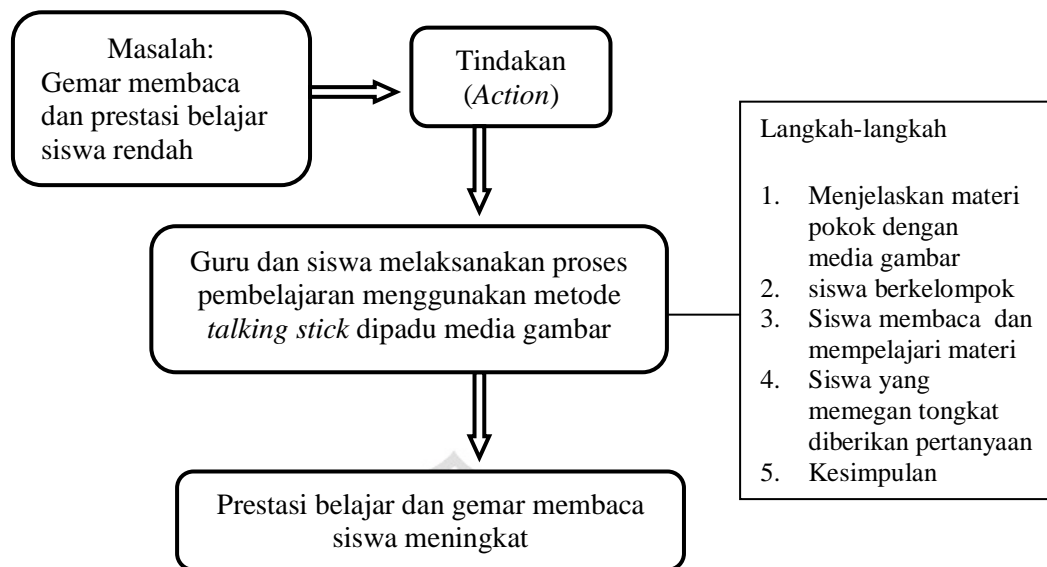 Masalah:
Gemar membaca
dan prestasi belajar
siswa rendah
Tindakan
(Action)
Guru dan siswa melaksanakan proses
pembelajaran menggunakan metode
talking stick dipadu media gambar
Langkah-langkah
1. Menjelaskan materi
pokok dengan
media gambar
2. siswa berkelompok
3. Siswa membaca dan
mempelajari materi
4. Siswa yang
memegan tongkat
diberikan pertanyaan
5. Kesimpulan
Prestasi belajar dan gemar membaca
siswa meningkat